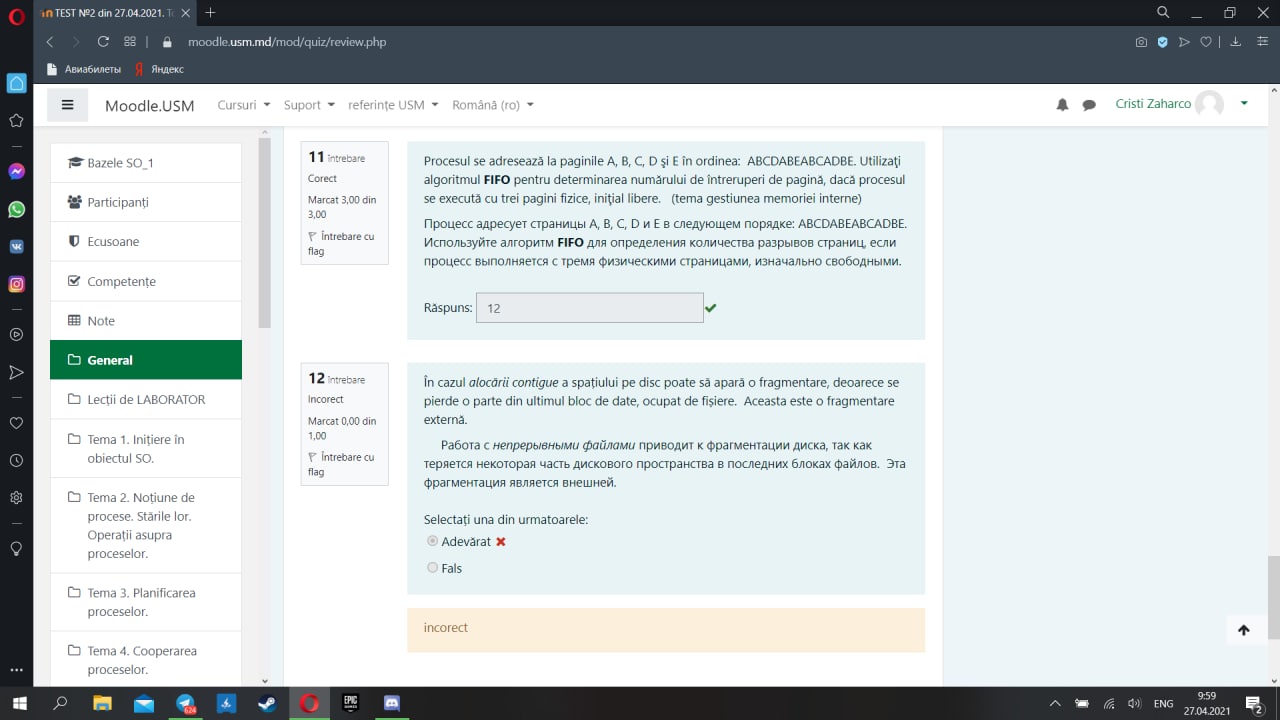 TEST №2 din 27.04.2021. Te
moodle.usm.md/mod/quiz/review.php
Авиабилеты
Яндекс
Moodle.USM
Cursuri
Suport
referințe USM
Română (ro)
Cristi Zaharco
Bazele SO_1
Participanți
Ecusoane
Competențe
Note
General
Lecții de LABORATOR
Tema 1. Inițiere în
obiectul SO.
Tema 2. Noțiune de
procese. Stările lor.
Operații asupra
proceselor.
Tema 3. Planificarea
proceselor.
Tema 4. Cooperarea
proceselor.
11 întrebare
Corect
Marcat 3,00 din
3,00
Întrebare cu
flag
Procesul se adresează la paginile A, B, C, D şi E în ordinea: ABCDABEABCADBE. Utilizaţi
algoritmul FIFO pentru determinarea numărului de întreruperi de pagină, dacă procesul
se execută cu trei pagini fizice, iniţial libere. (tema gestiunea memoriei interne)
Процесс адресует страницы A, B, C, D и E в следующем порядке: ABCDABEABCADBE.
Используйте алгоритм FIFO для определения количества разрывов страниц, если
процесс выполняется с тремя физическими страницами, изначально свободными.
Răspuns: 12
12 întrebare
Incorect
Marcat 0,00 din
1,00
Întrebare cu
flag
În cazul alocării contigue a spațiului pe disc poate să apară o fragmentare, deoarece se
pierde o parte din ultimul bloc de date, ocupat de fișiere. Aceasta este o fragmentare
externă.
Работа с непрерывными файлами приводит к фрагментации диска, так как
теряется некоторая часть дискового пространства в последних блоках файлов. Эта
фрагментация является внешней.
Selectați una din urmatoarele:
Adevărat
Fals
incorect
624
EPIC
GAMES
ENG
9:59
27.04.2021
2